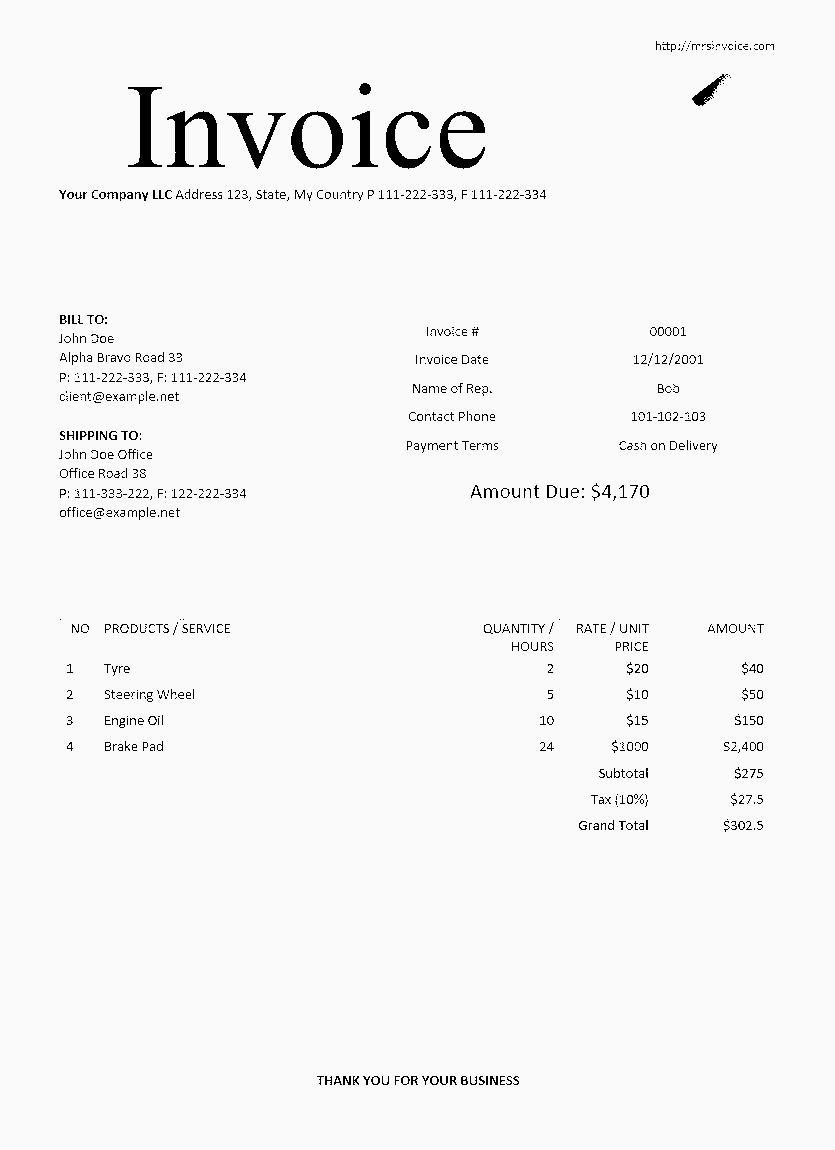 http://mrsinvoice.com
Invoice
Your Company LLC Address 123, State, My Country P 111-222-333, F 111-222-334
BILL TO:
John Doe
Alpha Bravo Road 33
P: 111-222-333, F: 111-222-334
client@example.net
SHIPPING TO:
John Doe Office
Office Road 38
P: 111-333-222, F: 122-222-334
office@example.net
Invoice # 00001
Invoice Date 12/12/2001
Name of Rep. Bob
Contact Phone 101-102-103
Payment Terms Cash on Delivery
Amount Due: $4,170
NO PRODUCTS / SERVICE QUANTITY / RATE / UNIT AMOUNT
HOURS PRICE
1 Tyre 2 $20 $40
2 Steering Wheel 5 $10 $50
3 Engine Oil 10 $15 $150
4 Brake Pad 24 $1000 $2,400
Subtotal $275
Tax (10%) $27.5
Grand Total $302.5
THANK YOU FOR YOUR BUSINESS